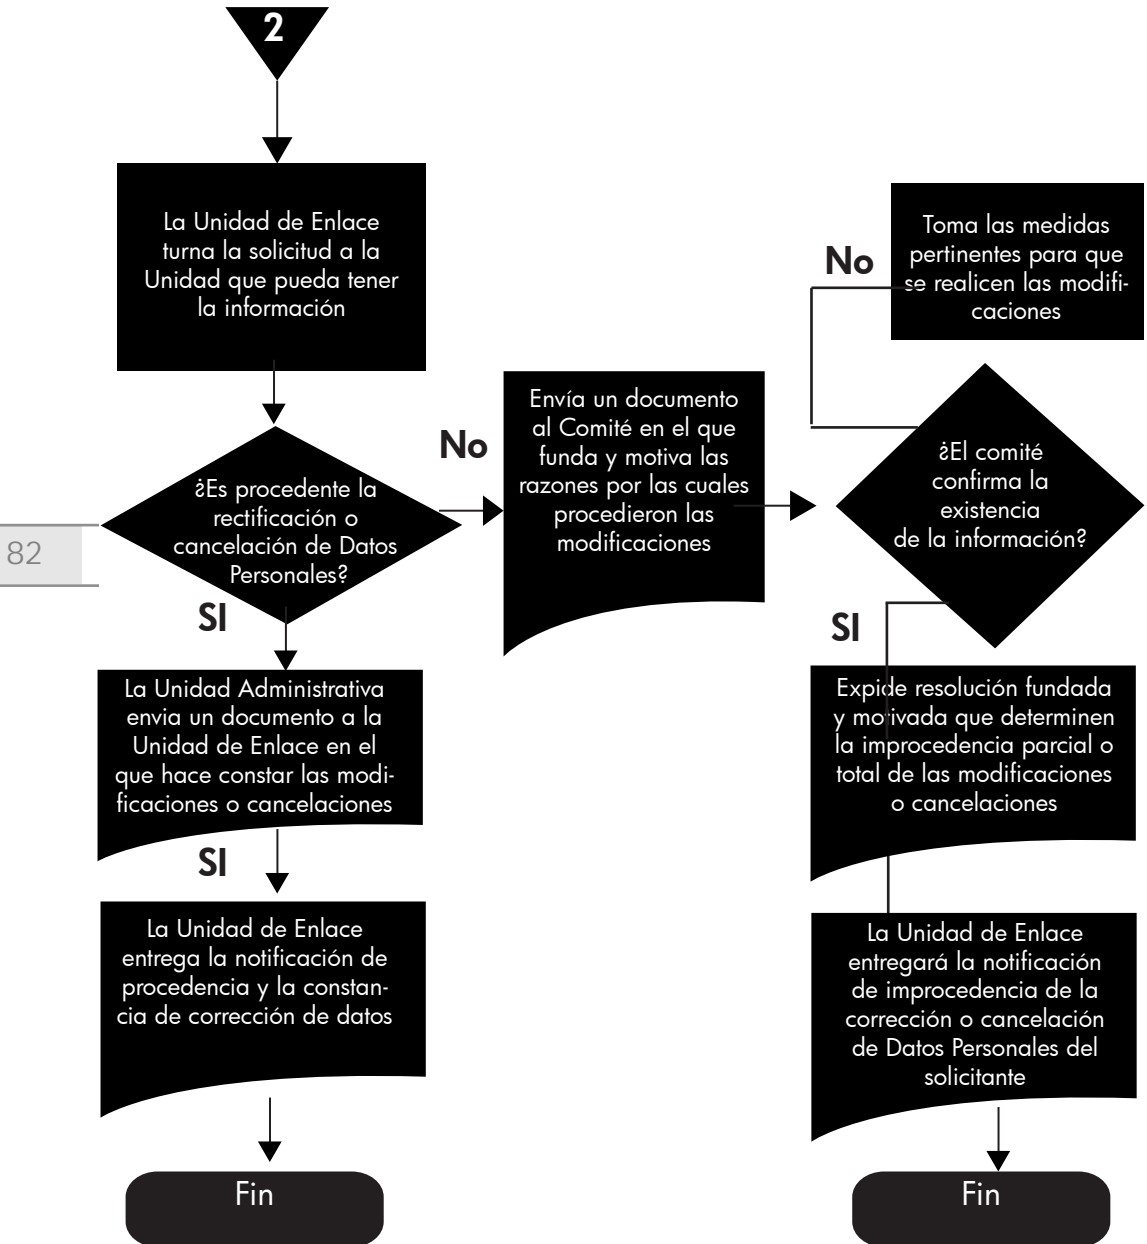 2
La Unidad de Enlace
turna la solicitud a la
Unidad que pueda tener
la información
¿Es procedente la
rectificación o
cancelación de Datos
Personales?
No
Envía un documento
al Comité en el que
funda y motiva las
razones por las cuales
procedieron las
modificaciones
No
Toma las medidas
pertinentes para que
se realicen las modifi-
caciones
¿El comité
confirma la
existencia
de la información?
82
SI
La Unidad Administrativa
envia un documento a la
Unidad de Enlace en el
que hace constar las modi-
ficaciones o cancelaciones
SI
La Unidad de Enlace
entrega la notificación de
procedencia y la constan-
cia de corrección de datos
Fin
SI
Expide resolución fundada
y motivada que determinen
la improcedencia parcial o
total de las modificaciones
o cancelaciones
La Unidad de Enlace
entregará la notificación
de improcedencia de la
corrección o cancelación
de Datos Personales del
solicitante
Fin